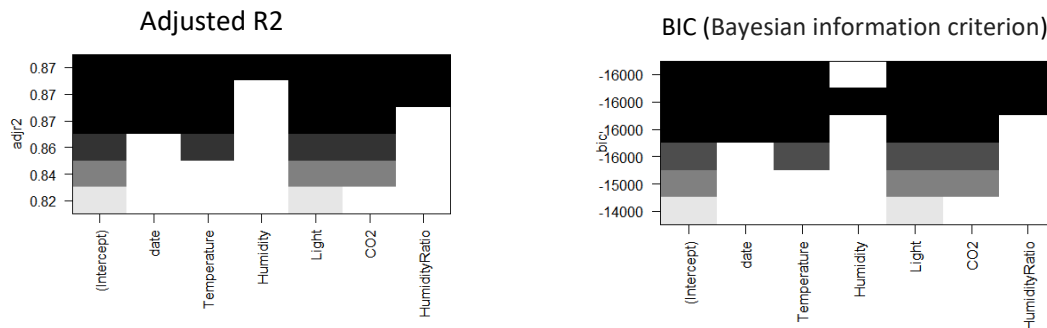 Adjusted R2
adjr2
0.87
0.87
0.87
0.86
0.84
0.82
(Intercept)
date
Temperature
Humidity
Light
CO2
HumidityRatio
BIC (Bayesian information criterion)
bic
-16000
-16000
-16000
-16000
-15000
-14000
(Intercept)
date
Temperature
Humidity
Light
CO2
HumidityRatio